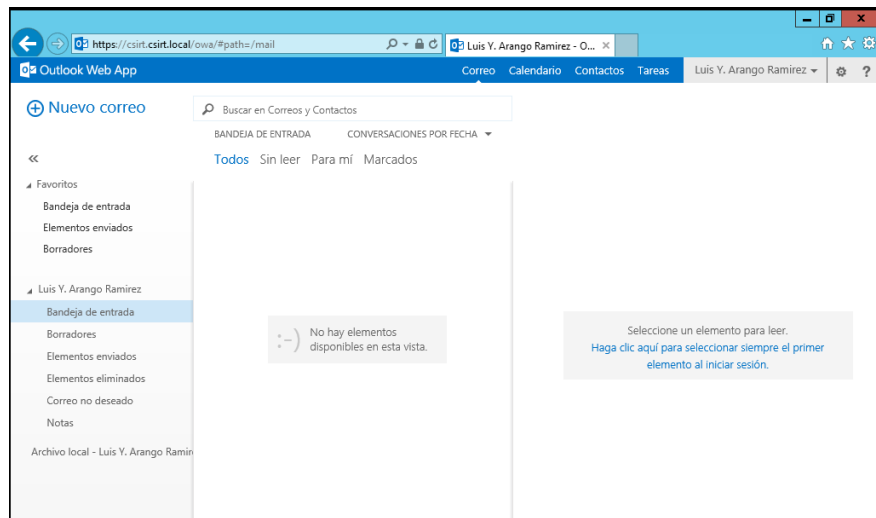 https://csirt.csirt.local/owa/#path=/mail
Luis Y. Arango Ramirez - O...
Outlook Web App
Correo Calendario Contactos Tareas Luis Y. Arango Ramirez ?
Nuevo correo
Buscar en Correos y Contactos
BANDEJA DE ENTRADA CONVERSACIONES POR FECHA
Todos Sin leer Para mí Marcados
Favoritos
Bandeja de entrada
Elementos enviados
Borradores
Luis Y. Arango Ramirez
Bandeja de entrada
Borradores
Elementos enviados
Elementos eliminados
Correo no deseado
Notas
Archivo local - Luis Y. Arango Ramir
:-)
No hay elementos
disponibles en esta vista.
Seleccione un elemento para leer.
Haga clic aquí para seleccionar siempre el primer
elemento al iniciar sesión.